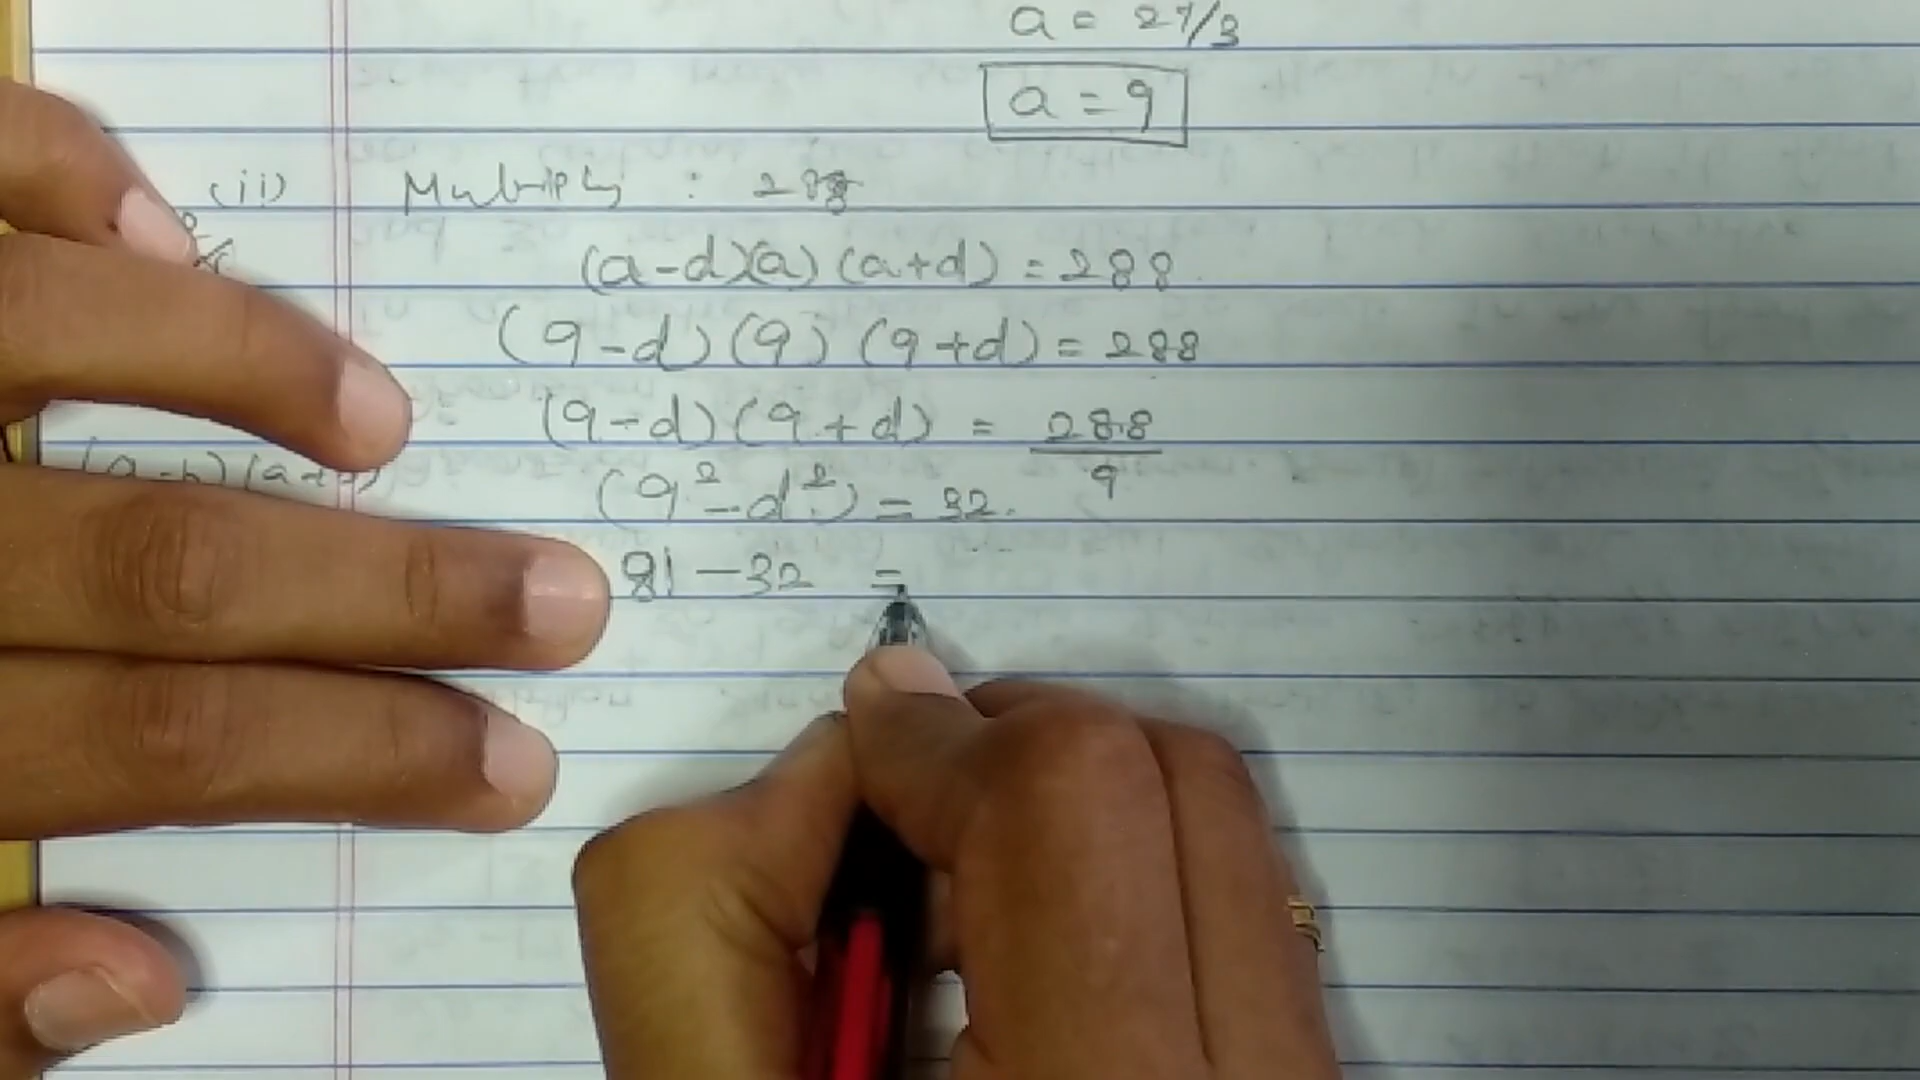 a = 27/3
a = 9
(ii) Multiply : 288
(a-d)(a)(a+d) = 288
(9-d)(9)(9+d) = 288
(9-d)(9+d) = 288/9
(a-b)(a+b)
(9²-d²) = 32.
81-32 =